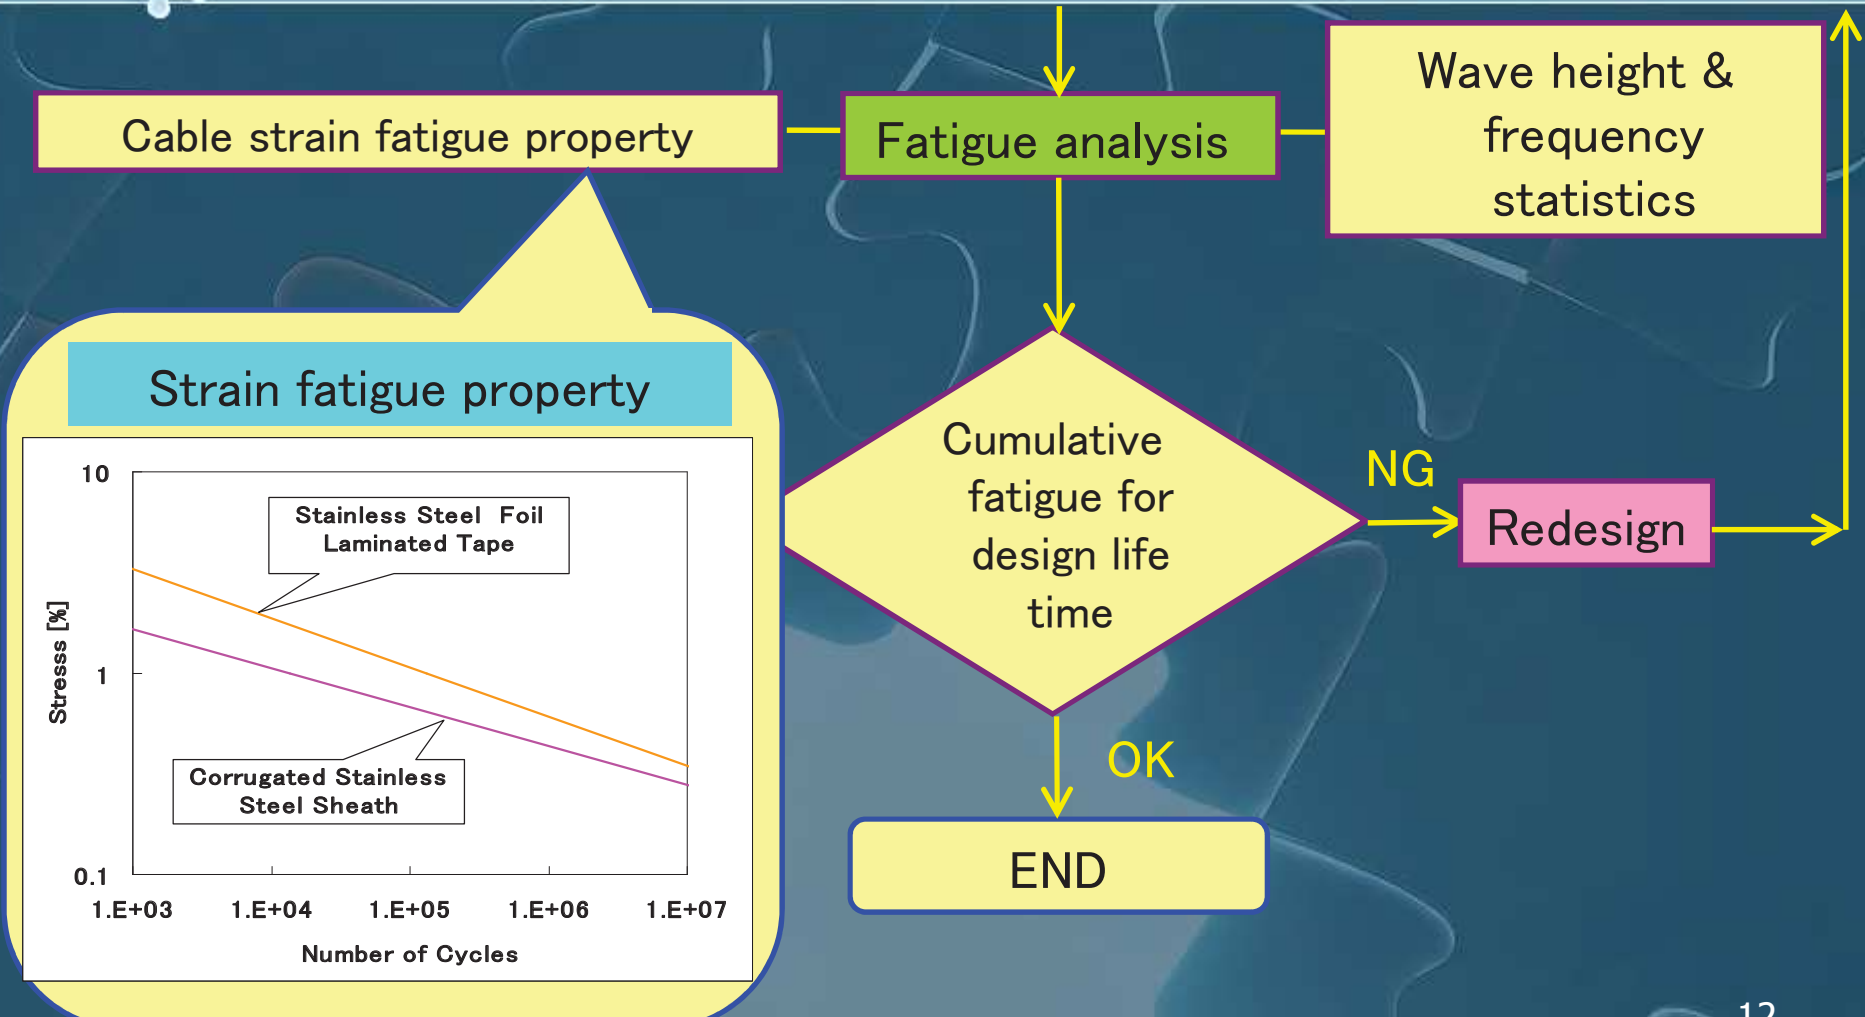 Cable strain fatigue property
Fatigue analysis
Wave height &
frequency
statistics
Strain fatigue property
10
1
0.1
Stresss [%]
Stainless Steel Foil
Laminated Tape
Corrugated Stainless
Steel Sheath
1.E+03 1.E+04 1.E+05 1.E+06 1.E+07
Number of Cycles
Cumulative
fatigue for
design life
time
NG
Redesign
OK
END
12